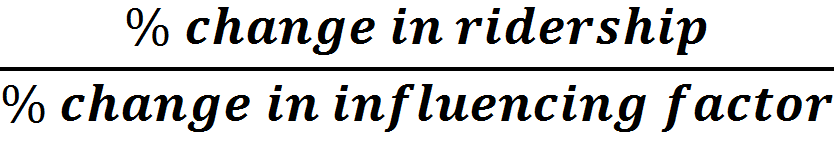 % change in ridership
% change in influencing factor